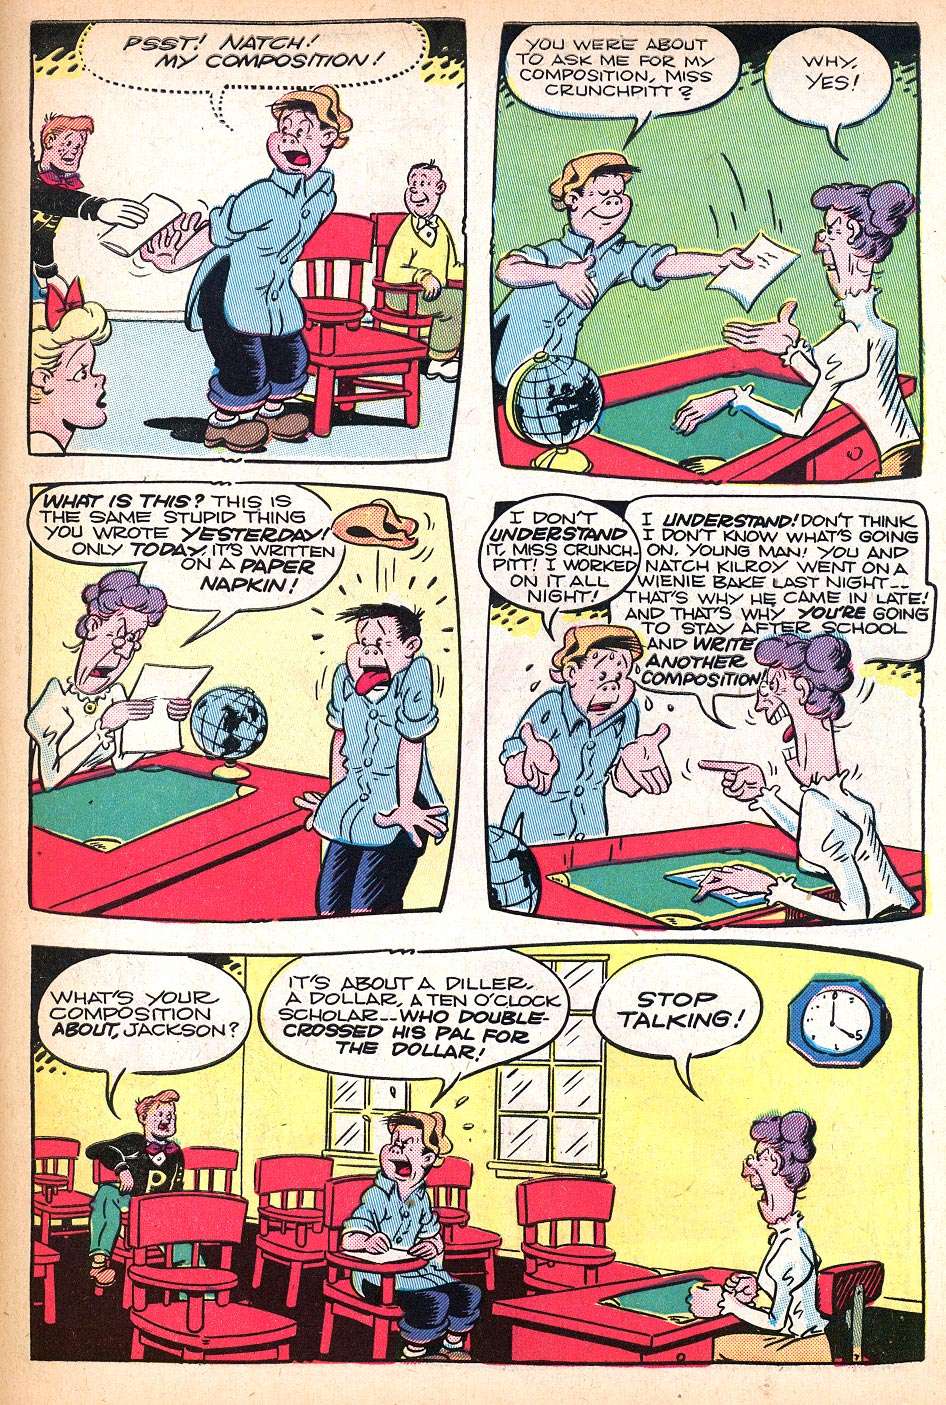 PSST! NATCH!
MY COMPOSITION!
YOU WERE ABOUT
TO ASK ME FOR MY
COMPOSITION, MISS
CRUNCHPITT?
WHY,
YES!
WHAT IS THIS? THIS IS
THE SAME STUPID THING
YOU WROTE YESTERDAY!
ONLY TODAY, IT'S WRITTEN
ON A PAPER
NAPKIN!
I DON'T
UNDERSTAND
IT, MISS CRUNCH-
PITT! I WORKED
ON IT ALL
NIGHT!
I UNDERSTAND! DON'T THINK
I DON'T KNOW WHAT'S GOING
ON, YOUNG MAN! YOU AND
NATCH KILROY WENT ON A
WIENIE BAKE LAST NIGHT--
THAT'S WHY HE CAME IN LATE!
AND THAT'S WHY YOU'RE GOING
TO STAY AFTER SCHOOL
AND WRITE
ANOTHER
COMPOSITION!
WHAT'S YOUR
COMPOSITION
ABOUT, JACKSON?
IT'S ABOUT A DILLER,
A DOLLAR, A TEN O'CLOCK
SCHOLAR--WHO DOUBLE-
CROSSED HIS PAL FOR
THE DOLLAR!
STOP
TALKING!
P